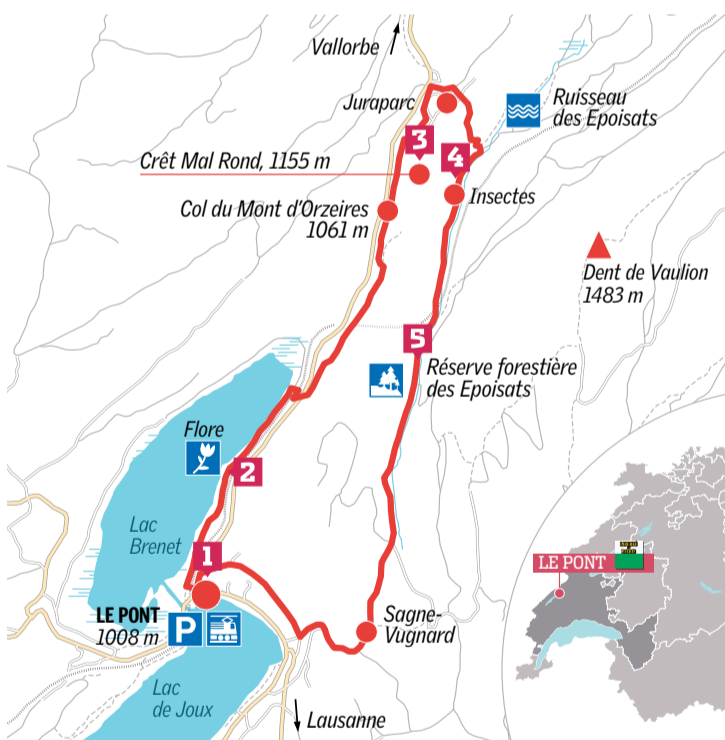 Vallorbe
Juraparc
Ruisseau
des Epoisats
3
Crêt Mal Rond, 1155 m
4
Insectes
Col du Mont d'Orzeires
1061 m
Dent de Vaulion
1483 m
5
Réserve forestière
des Epoisats
Flore
2
Lac
Brenet
1
LE PONT
1008 m
P
Sagne-
Vugnard
Lac
de Joux
Lausanne
LE PONT